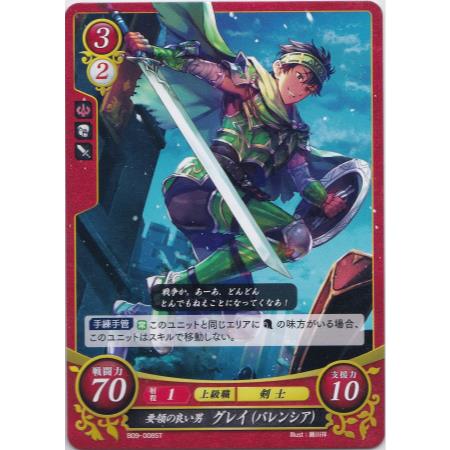 3
2
戦争か、あーあ、どんどん
とんでもねえことになってくなあ！
手練手管 常 このユニットと同じエリアに の味方がいる場合、
このユニットはスキルで移動しない。
戦闘力
70
射程 1 上級職 剣士
支援力
10
要領の良い男 グレイ(バレンシア)
B09-008ST
Illust：